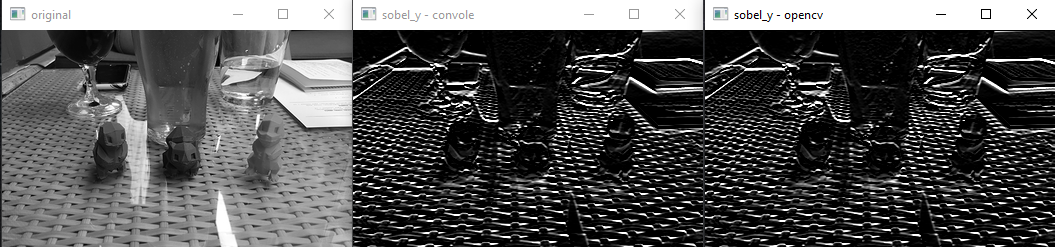 original
sobel_y - convole
sobel_y - opencv